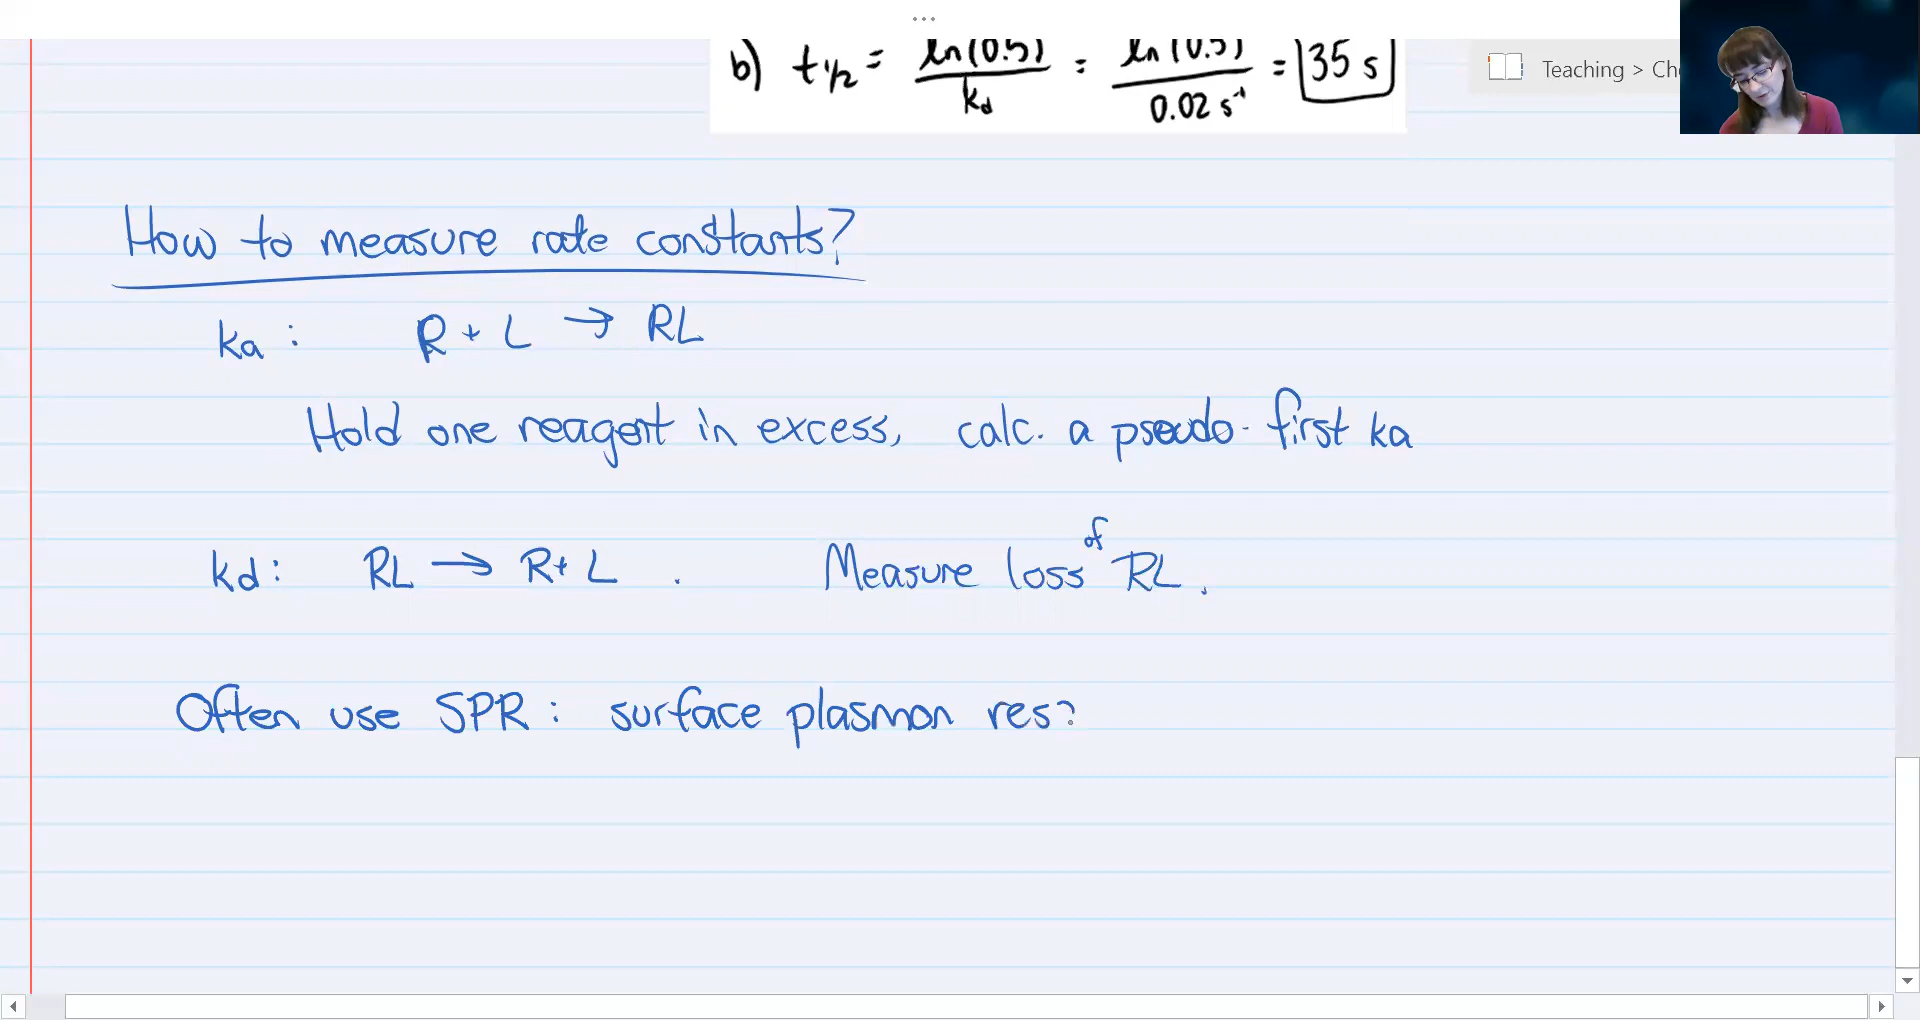 b) t½ = ln(0.5) / kd = ln(0.5) / 0.02 s⁻¹ = 35 s
Teaching > Ch
How to measure rate constants?
ka : R + L → RL
Hold one reagent in excess, calc. a pseudo-first ka
kd : RL → R + L . Measure loss of RL.
Often use SPR : surface plasmon res